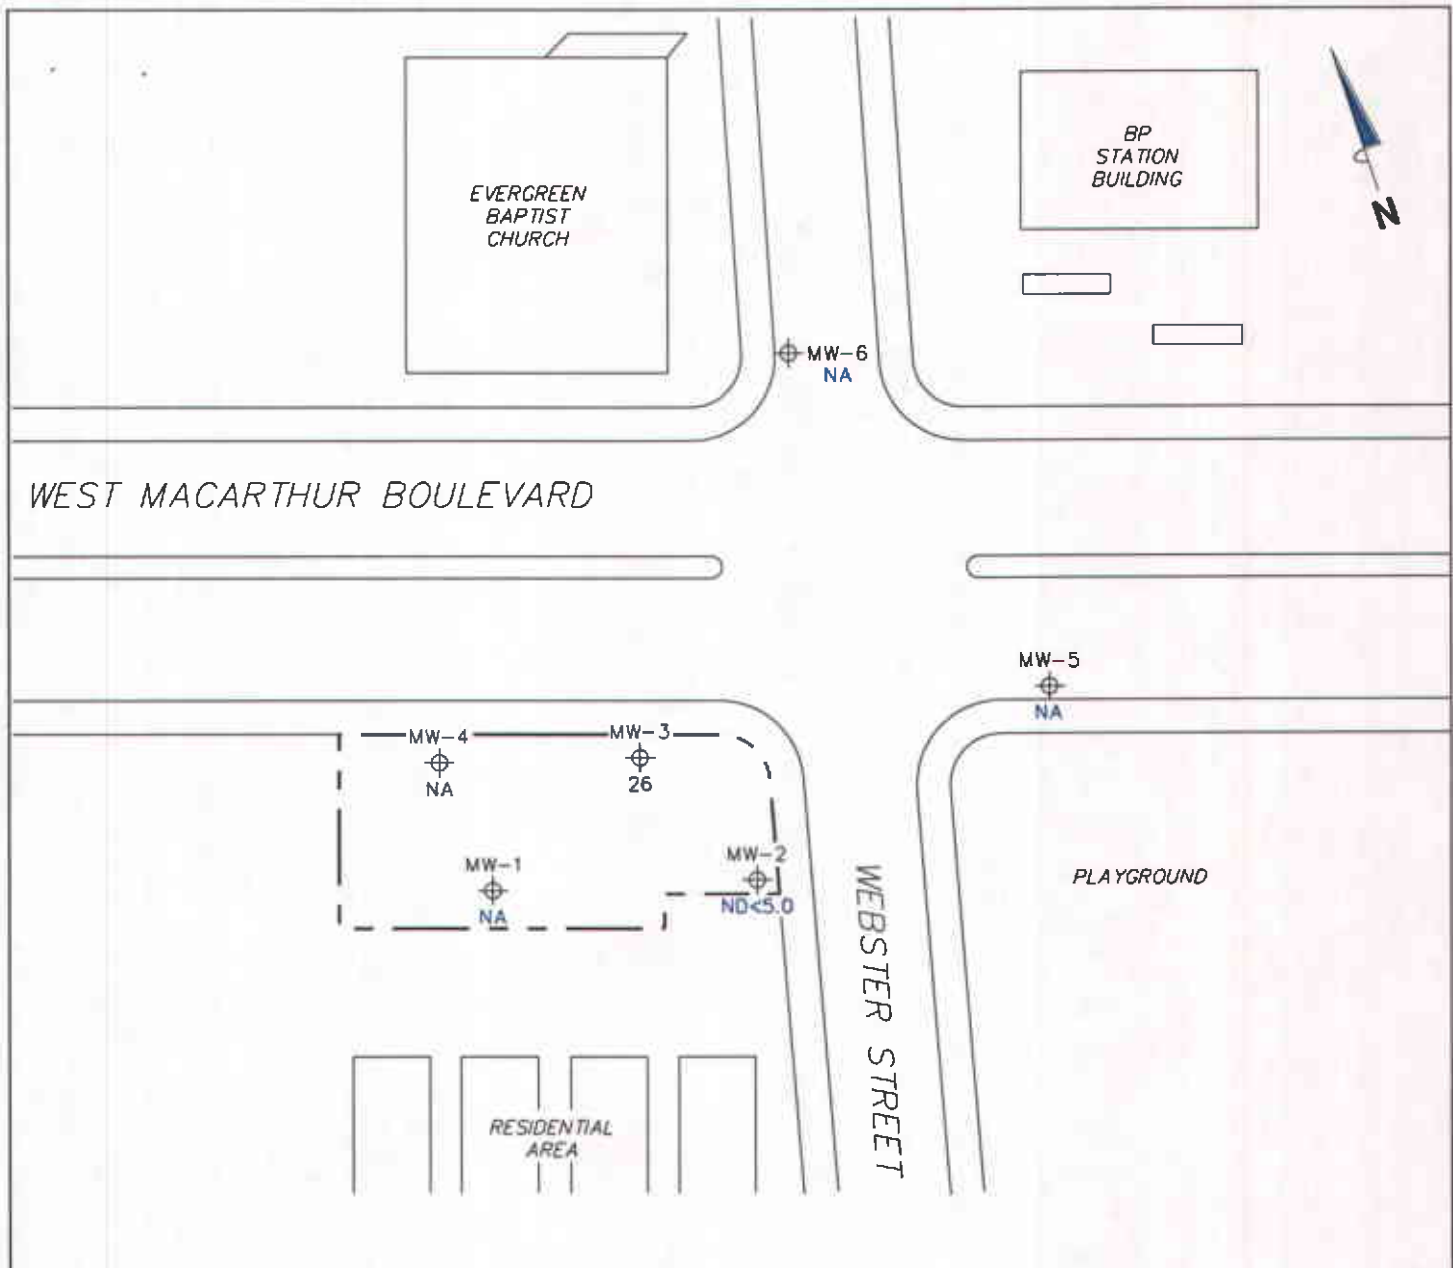 EVERGREEN
BAPTIST
CHURCH
BP
STATION
BUILDING
N
MW-6
NA
WEST MACARTHUR BOULEVARD
MW-5
NA
MW-4
NA
MW-3
26
MW-1
NA
MW-2
ND<5.0
PLAYGROUND
WEBSTER STREET
RESIDENTIAL
AREA